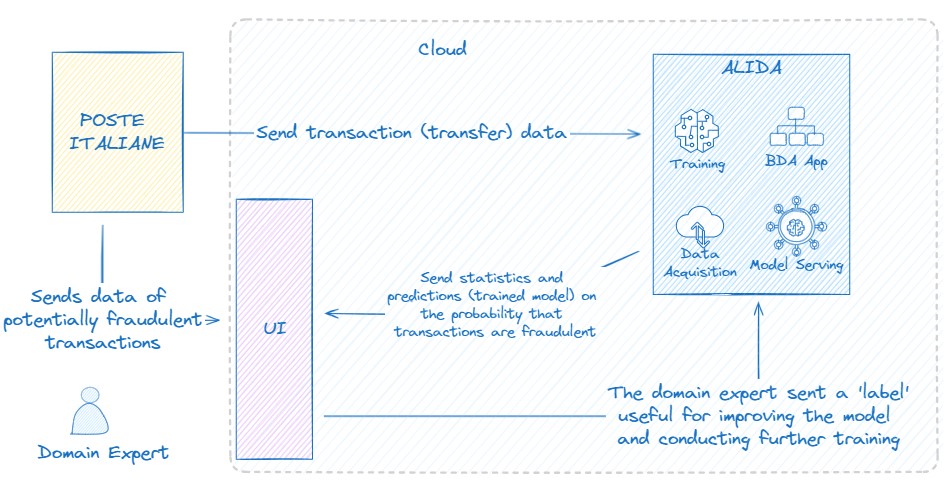 Cloud
ALIDA
POSTE
ITALIANE
Send transaction (transfer) data
Training
BDA App
Data
Acquisition
Model Serving
Sends data of
potentially fraudulent
transactions
UI
Send statistics and
predictions (trained model) on
the probability that
transactions are fraudulent
The domain expert sent a 'label'
useful for improving the model
and conducting further training
Domain Expert